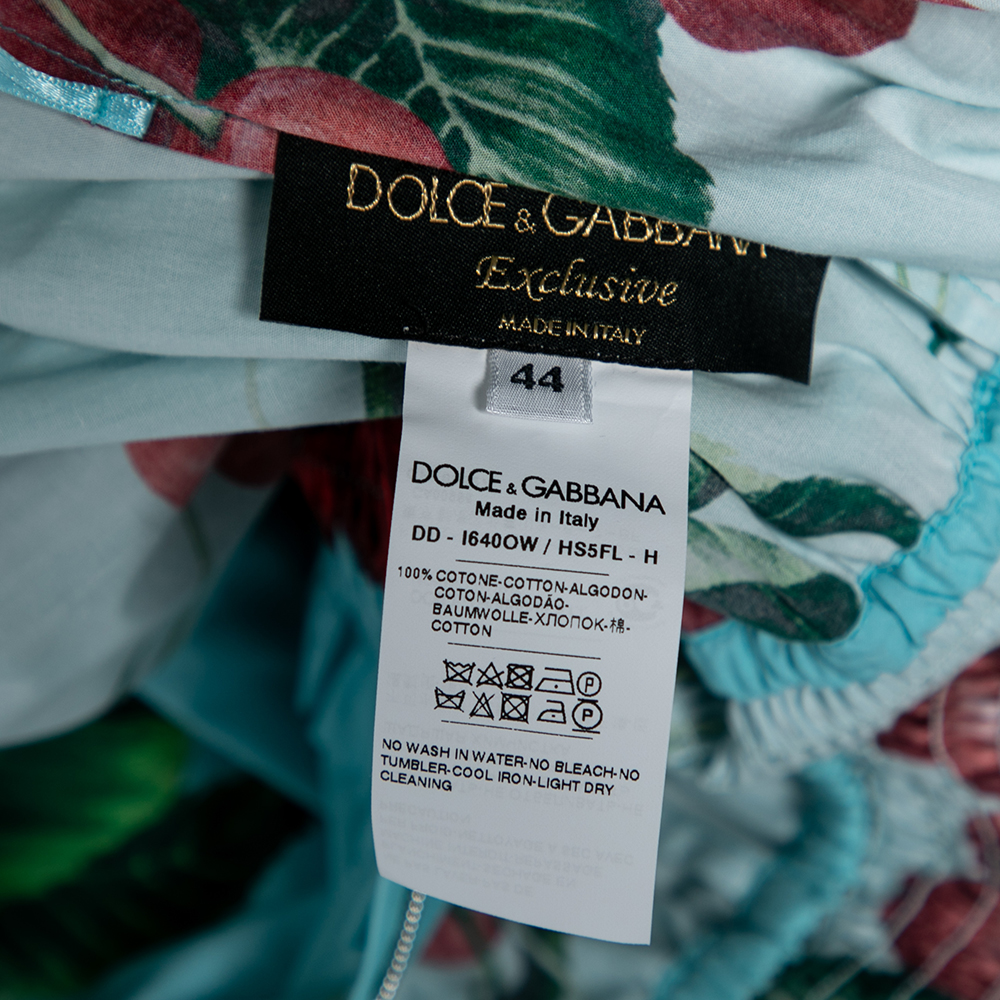 DOLCE & GABBANA
Exclusive
MADE IN ITALY
44
DOLCE & GABBANA
Made in Italy
DD - I640OW / HS5FL - H
100% COTONE-COTTON-ALGODON-
COTON-ALGODÃO-
BAUMWOLLE-ХЛОПОК-棉-
COTTON
P
P
NO WASH IN WATER-NO BLEACH-NO
TUMBLER-COOL IRON-LIGHT DRY
CLEANING